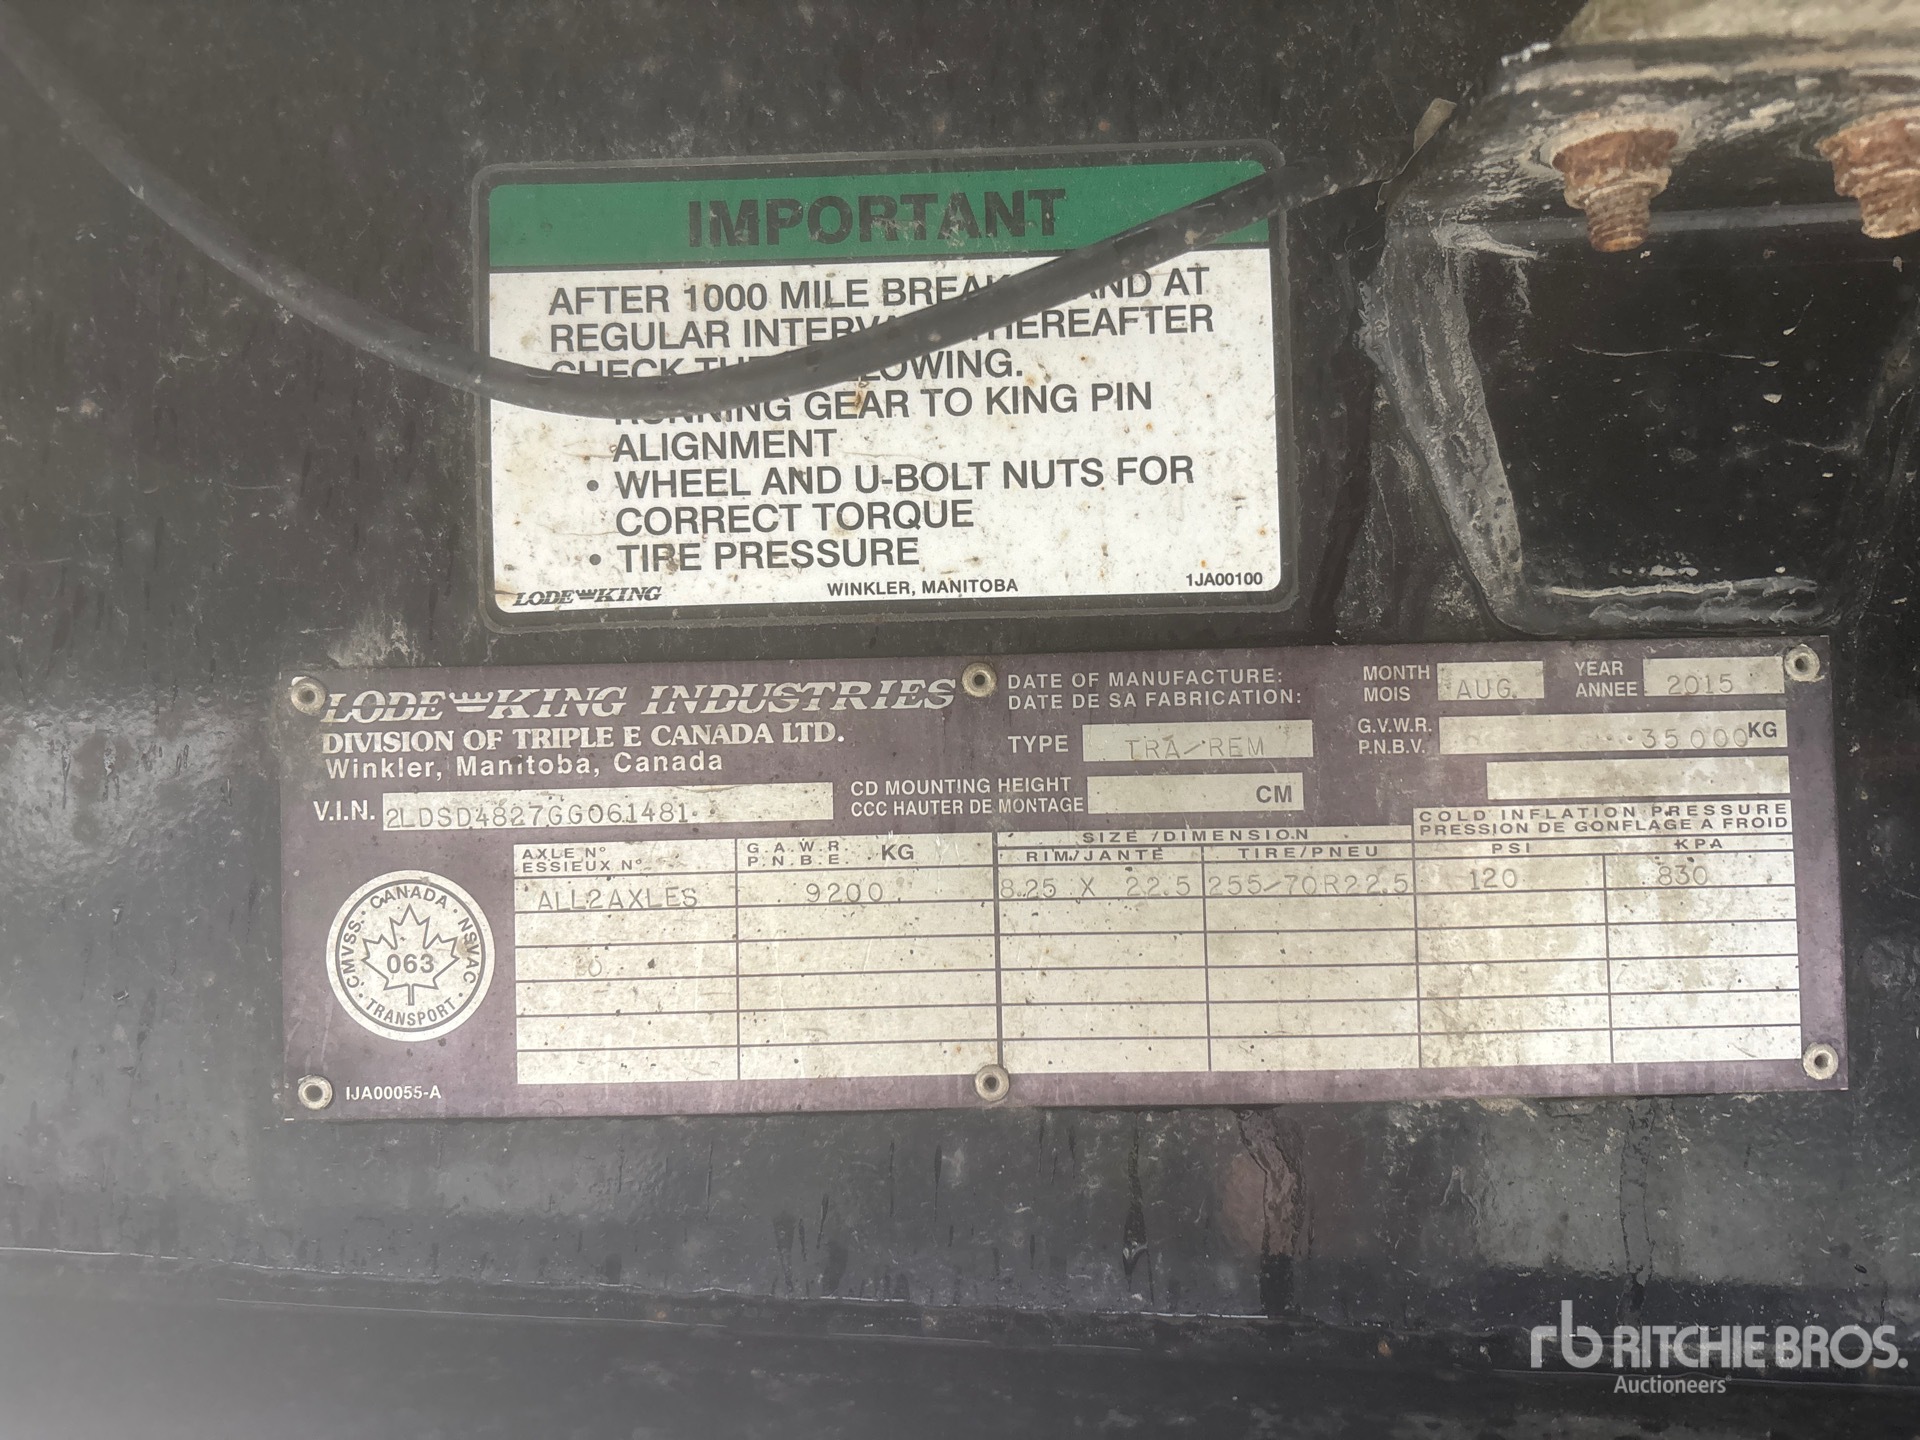 IMPORTANT
AFTER 1000 MILE AND AT
REGULAR THEREAFTER
CHECK
RUNNING GEAR TO KING PIN
ALIGNMENT
• WHEEL AND U-BOLT NUTS FOR
CORRECT TORQUE
• TIRE PRESSURE
LODE KING WINKLER, MANITOBA 1JA00100
LODE KING INDUSTRIES
DIVISION OF TRIPLE E CANADA LTD.
Winkler, Manitoba, Canada
V.I.N. 2LDSD4827GG061481
DATE OF MANUFACTURE:
DATE DE SA FABRICATION:
MONTH
MOIS
AUG.
YEAR
ANNEE
2015
TYPE TRA/REM
G.V.W.R.
P.N.B.V.
35000 KG
CD MOUNTING HEIGHT
CCC HAUTER DE MONTAGE
CM
AXLE Nº
ESSIEUX Nº
G.A.W.R.
P.N.B.E.
KG
SIZE/DIMENSION
RIM/JANTE TIRE/PNEU
COLD INFLATION PRESSURE
PRESSION DE GONFLAGE A FROID
PSI KPA
ALL2AXLES 9200 8.25 X 22.5 255/70R22.5 120 830
CANADA
CMVSS. NSVAC
063
TRANSPORT
IJA00055-A
rb RITCHIE BROS.
Auctioneers